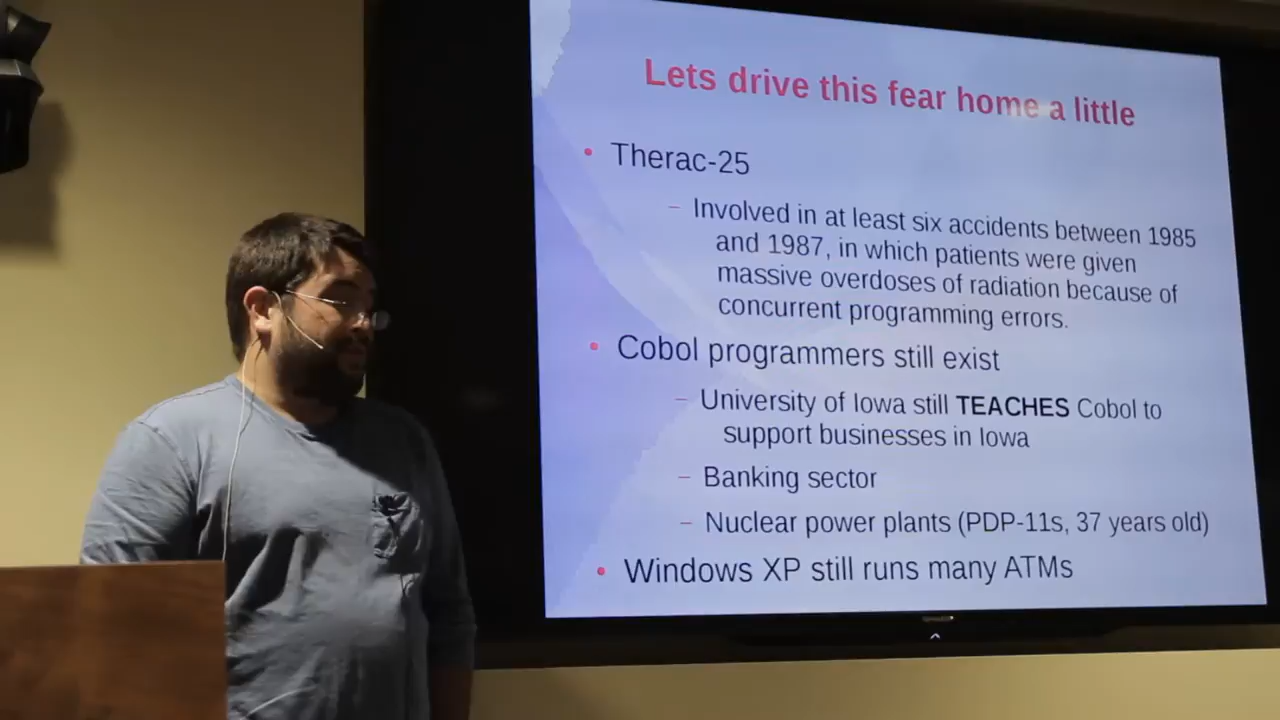 Lets drive this fear home a little
• Therac-25
– Involved in at least six accidents between 1985
and 1987, in which patients were given
massive overdoses of radiation because of
concurrent programming errors.
• Cobol programmers still exist
– University of Iowa still TEACHES Cobol to
support businesses in Iowa
– Banking sector
– Nuclear power plants (PDP-11s, 37 years old)
• Windows XP still runs many ATMs